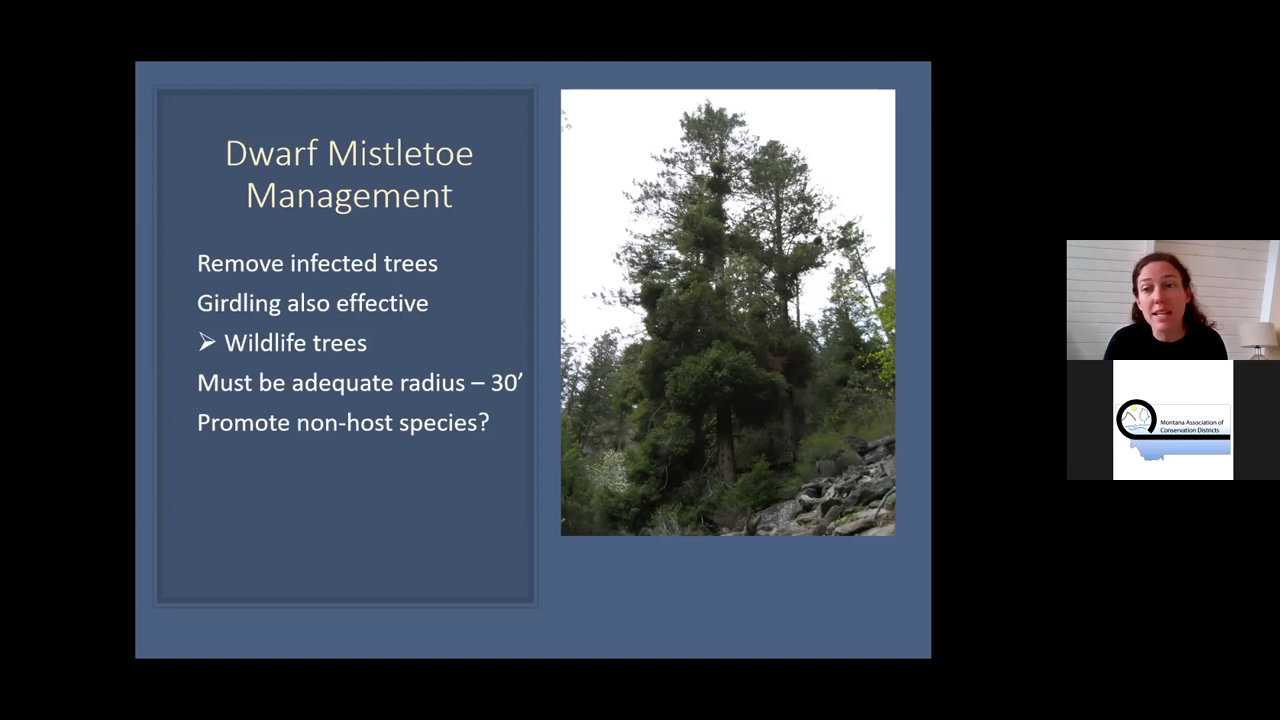 Dwarf Mistletoe
Management
Remove infected trees
Girdling also effective
➢ Wildlife trees
Must be adequate radius – 30’
Promote non-host species?
Montana Association of
Conservation Districts